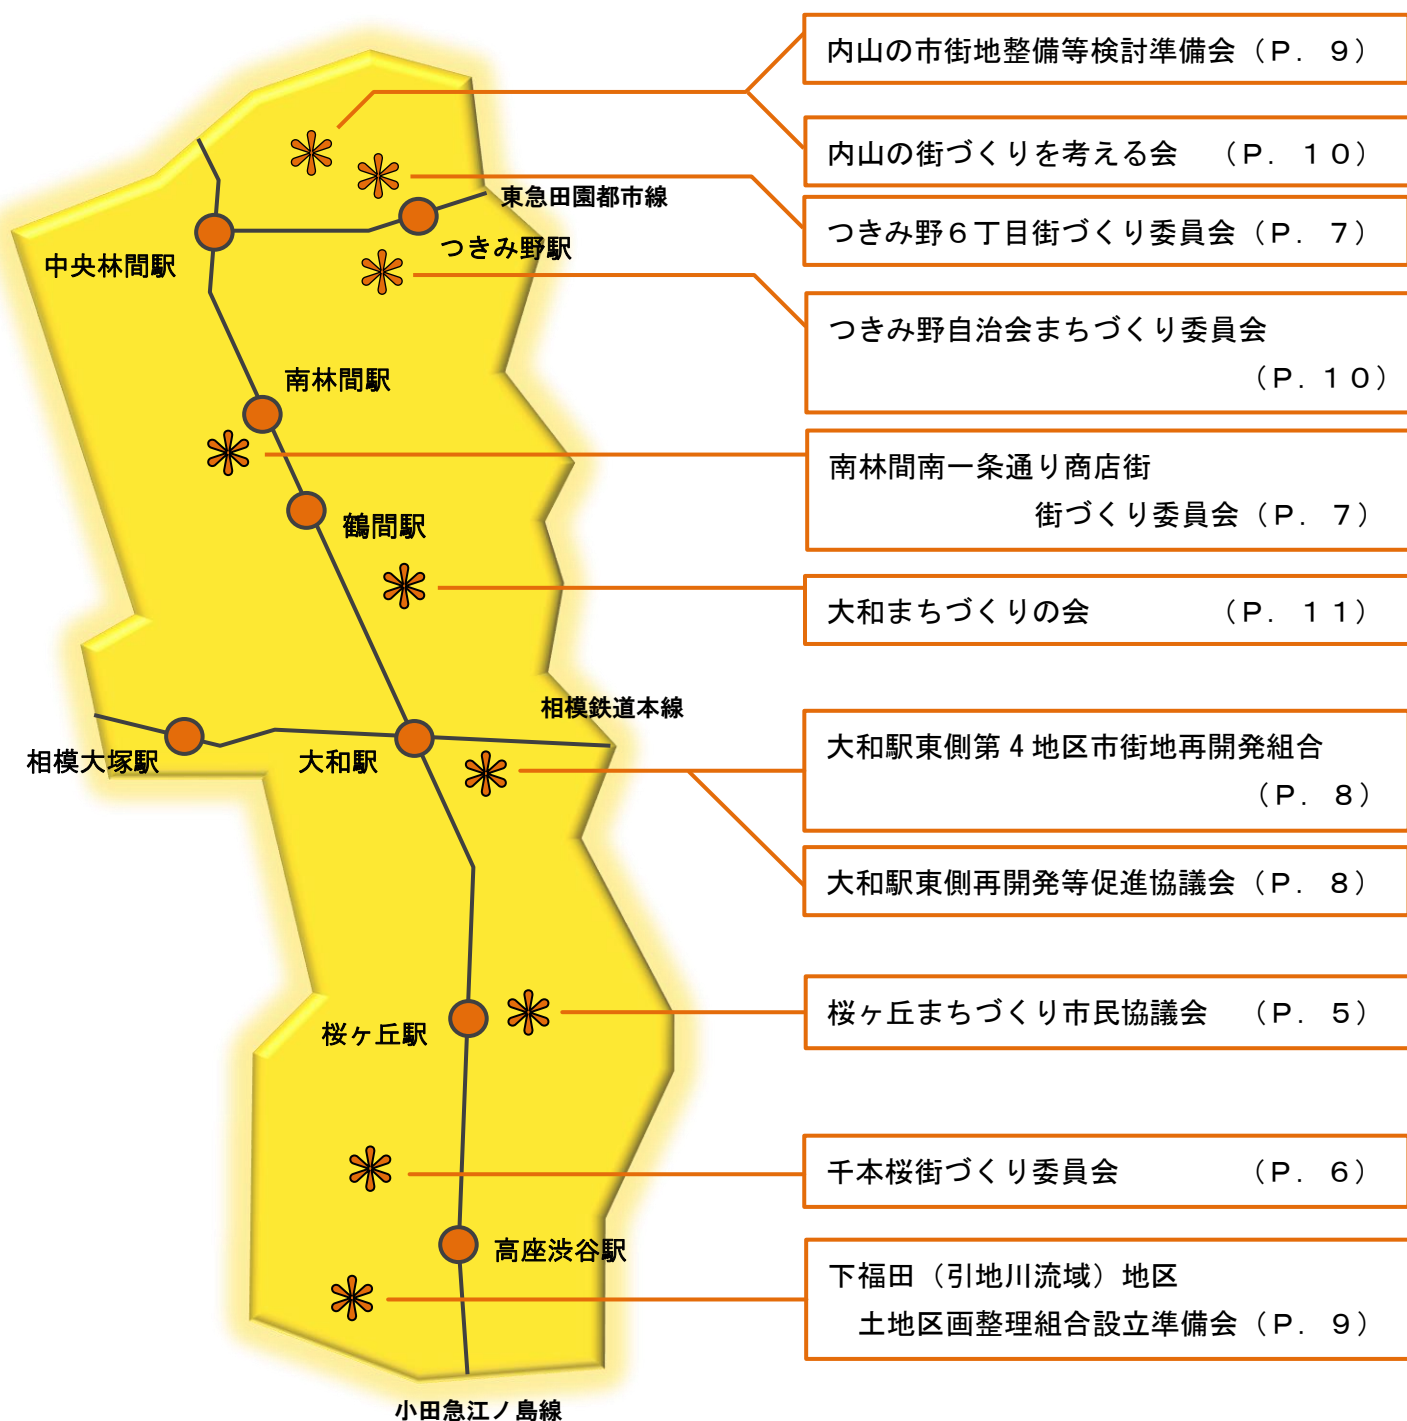 内山の市街地整備等検討準備会（Ｐ．９）
内山の街づくりを考える会　（Ｐ．１０）
東急田園都市線
つきみ野６丁目街づくり委員会（Ｐ．７）
つきみ野駅
中央林間駅
つきみ野自治会まちづくり委員会
（Ｐ．１０）
南林間駅
南林間南一条通り商店街
街づくり委員会（Ｐ．７）
鶴間駅
大和まちづくりの会　（Ｐ．１１）
相模鉄道本線
相模大塚駅
大和駅
大和駅東側第４地区市街地再開発組合
（Ｐ．８）
大和駅東側再開発等促進協議会（Ｐ．８）
桜ヶ丘まちづくり市民協議会　（Ｐ．５）
桜ヶ丘駅
千本桜街づくり委員会　（Ｐ．６）
高座渋谷駅
下福田（引地川流域）地区
土地区画整理組合設立準備会（Ｐ．９）
小田急江ノ島線